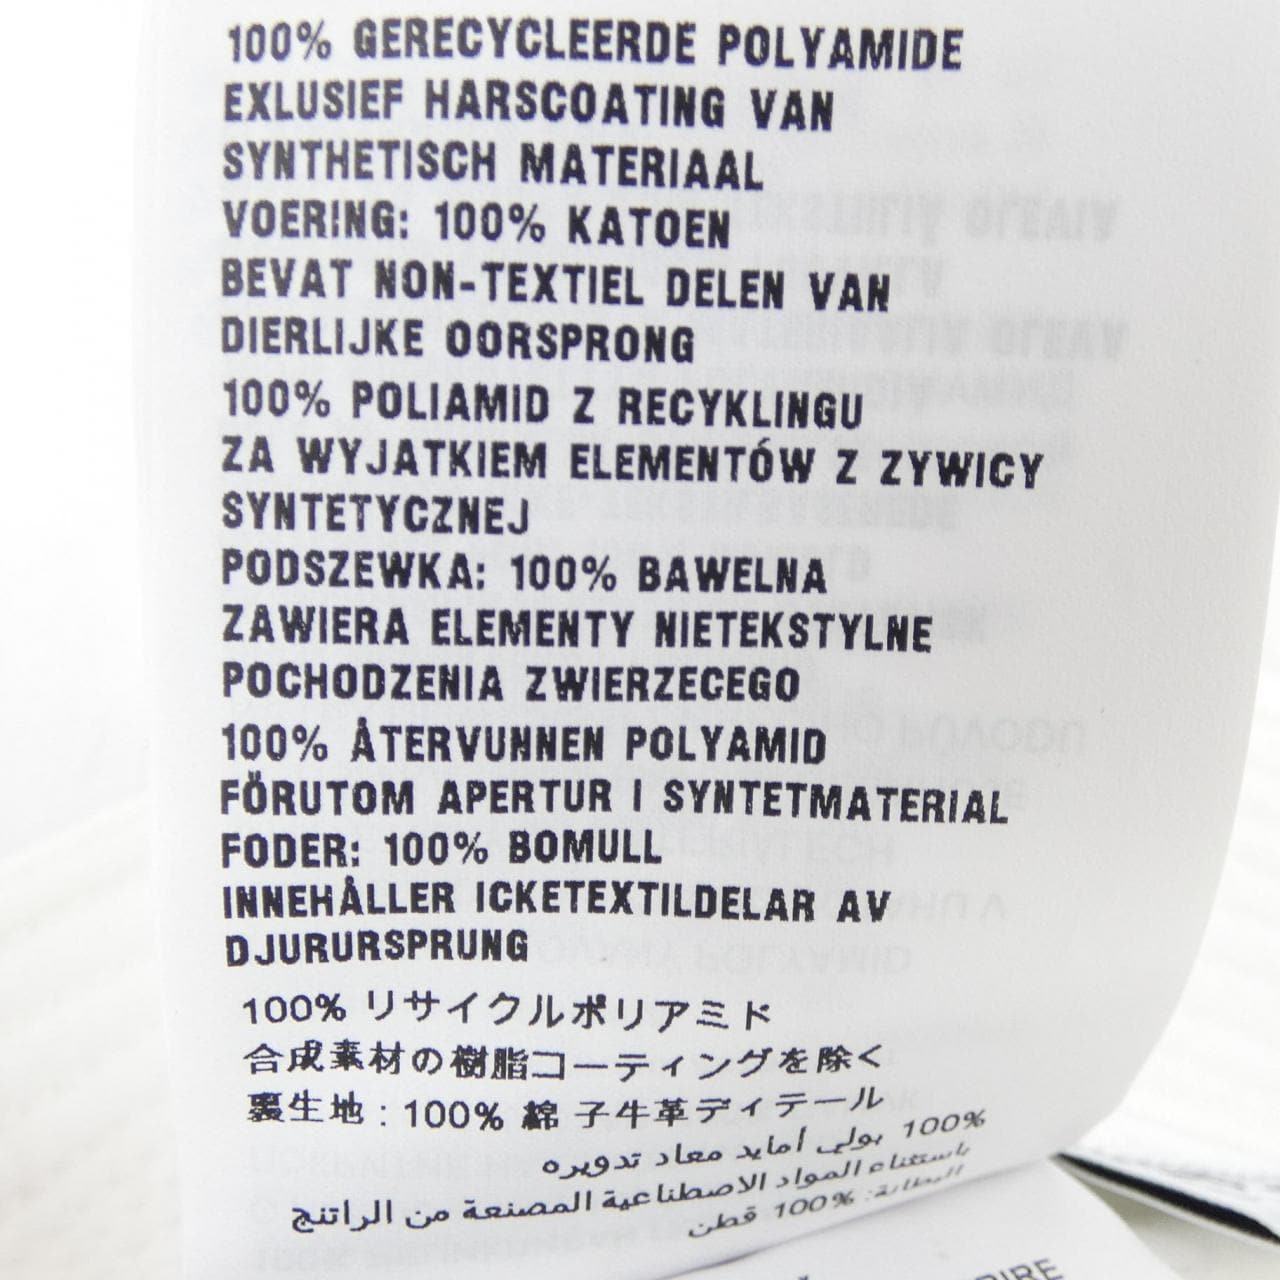 100% GERECYCLEERDE POLYAMIDE
EXLUSIEF HARSCOATING VAN
SYNTHETISCH MATERIAAL
VOERING: 100% KATOEN
BEVAT NON-TEXTIEL DELEN VAN
DIERLIJKE OORSPRONG
100% POLIAMID Z RECYKLINGU
ZA WYJATKIEM ELEMENTÓW Z ZYWICY
SYNTETYCZNEJ
PODSZEWKA: 100% BAWELNA
ZAWIERA ELEMENTY NIETEKSTYLNE
POCHODZENIA ZWIERZECEGO
100% ÅTERVUNNEN POLYAMID
FÖRUTOM APERTUR I SYNTETMATERIAL
FODER: 100% BOMULL
INNEHÅLLER ICKETEXTILDELAR AV
DJURURSPRUNG
100% リサイクルポリアミド
合成素材の樹脂コーティングを除く
裏生地:100% 綿 子牛革ディテール
100% بولي أمايد معاد تدويره
باستثناء المواد الاصطناعية المصنعة من الراتنج
البطانة: 100% قطن